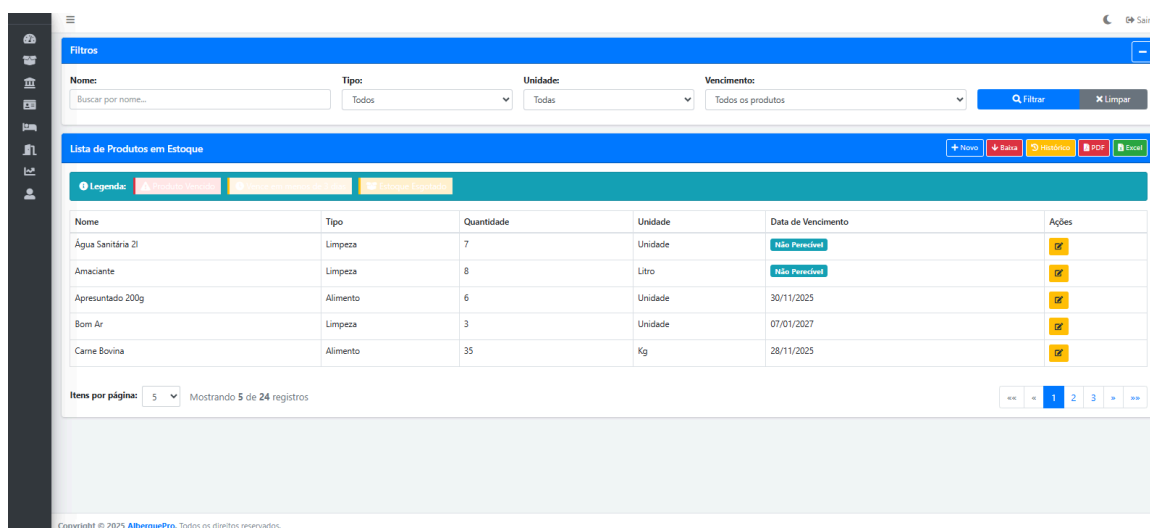 Sair
Filtros
Nome: Tipo: Unidade: Vencimento:
Buscar por nome... Todos Todas Todos os produtos Filtrar Limpar
Lista de Produtos em Estoque Novo Baixa Histórico PDF Excel
Legenda: Produto Vencido Estoque Esgotado
Nome Tipo Quantidade Unidade Data de Vencimento Ações
Água Sanitária 2l Limpeza 7 Unidade Não Perecível
Amaciante Limpeza 8 Litro Não Perecível
Apresuntado 200g Alimento 6 Unidade 30/11/2025
Bom Ar Limpeza 3 Unidade 07/01/2027
Carne Bovina Alimento 35 Kg 28/11/2025
Itens por página: 5 Mostrando 5 de 24 registros «« « 1 2 3 » »»
Copyright © 2025 AlberguePro. Todos os direitos reservados.